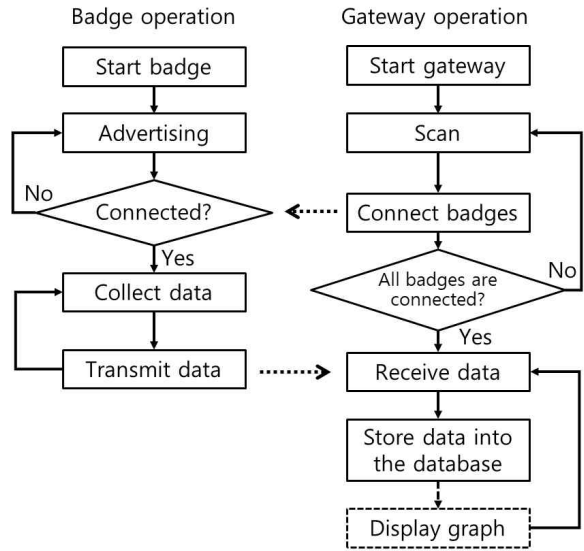 Badge operation
Start badge
Advertising
No
Connected?
Yes
Collect data
Transmit data
Gateway operation
Start gateway
Scan
Connect badges
All badges are
connected?
No
Yes
Receive data
Store data into
the database
Display graph